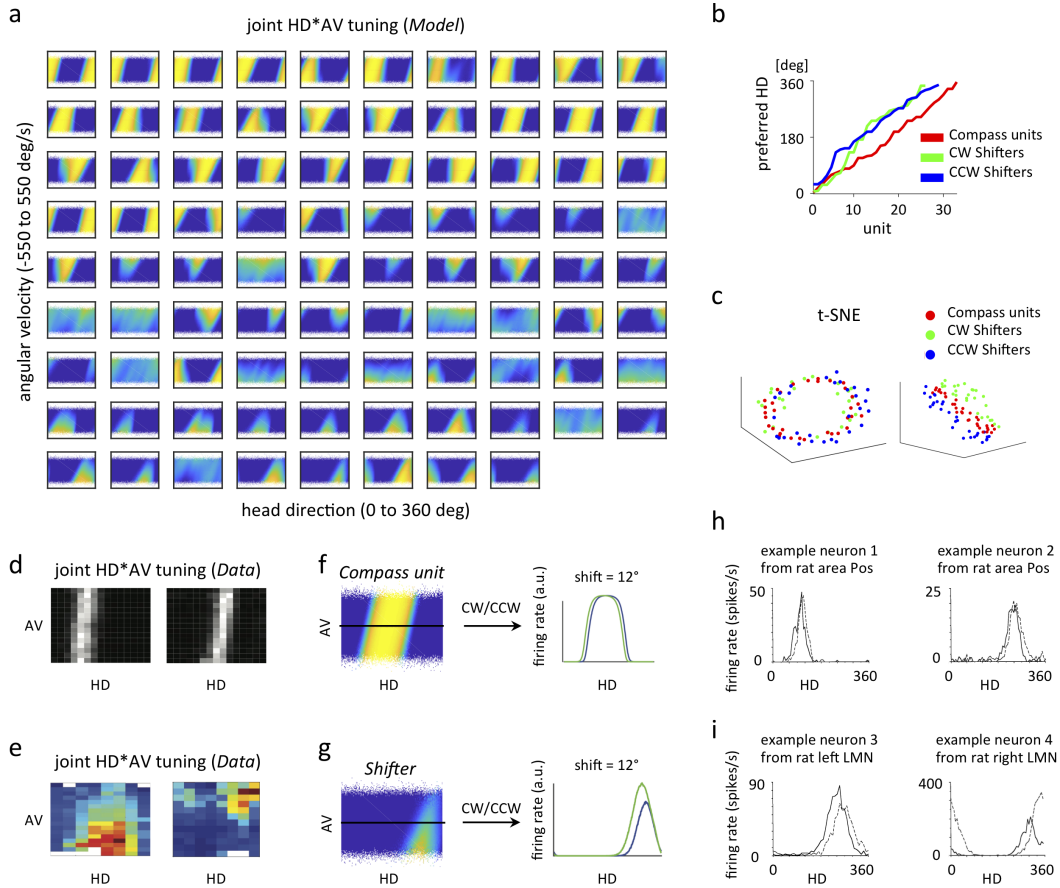 a
joint HD*AV tuning (Model)
angular velocity (-550 to 550 deg/s)
head direction (0 to 360 deg)
b
[deg]
360
180
0
preferred HD
0 10 20 30
unit
Compass units
CW Shifters
CCW Shifters
c
t-SNE
Compass units
CW Shifters
CCW Shifters
d
joint HD*AV tuning (Data)
AV
HD HD
e
joint HD*AV tuning (Data)
AV
HD HD
f
Compass unit
AV
HD
CW/CCW
shift = 12°
firing rate (a.u.)
HD
g
Shifter
AV
HD
CW/CCW
shift = 12°
firing rate (a.u.)
HD
h
example neuron 1
from rat area Pos
firing rate (spikes/s)
50
0
0 HD 360
example neuron 2
from rat area Pos
25
0
0 HD 360
i
example neuron 3
from rat left LMN
firing rate (spikes/s)
90
0
0 HD 360
example neuron 4
from rat right LMN
400
0
0 HD 360